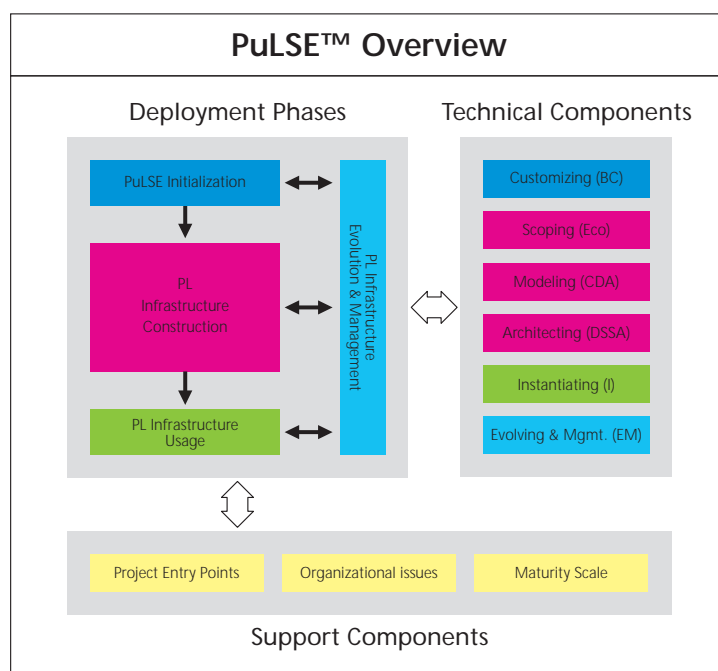 PuLSE™ Overview
Deployment Phases
PuLSE Initialization
PL
Infrastructure
Construction
PL Infrastructure
Usage
PL Infrastructure
Evolution & Management
Technical Components
Customizing (BC)
Scoping (Eco)
Modeling (CDA)
Architecting (DSSA)
Instantiating (I)
Evolving & Mgmt. (EM)
Project Entry Points
Organizational issues
Maturity Scale
Support Components